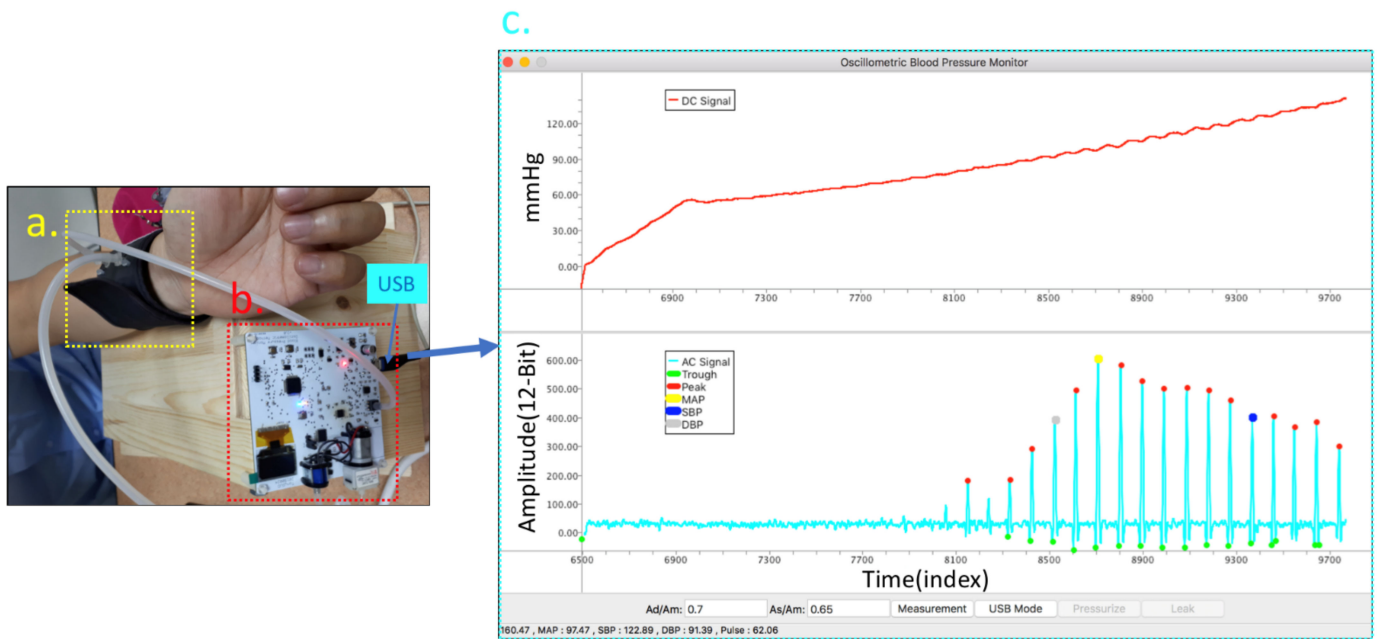 c.
Oscillometric Blood Pressure Monitor
DC Signal
mmHg
120.00
90.00
60.00
30.00
0.00
6900 7300 7700 8100 8500 8900 9300 9700
a.
b.
USB
Amplitude(12-Bit)
600.00
500.00
400.00
300.00
200.00
100.00
0.00
AC Signal
Trough
Peak
MAP
SBP
DBP
6500 6900 7300 7700 8100 8500 8900 9300 9700
Time(index)
Ad/Am: 0.7 As/Am: 0.65 Measurement USB Mode Pressurize Leak
160.47 , MAP : 97.47 , SBP : 122.89 , DBP : 91.39 , Pulse : 62.06